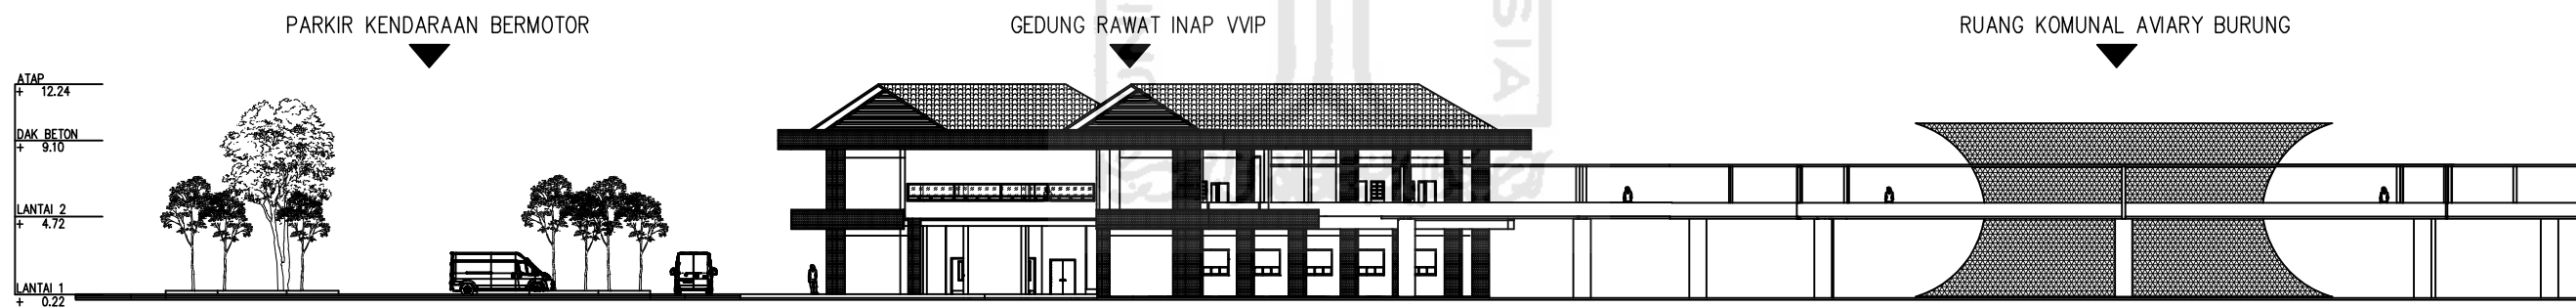 PARKIR KENDARAAN BERMOTOR
GEDUNG RAWAT INAP VVIP
RUANG KOMUNAL AVIARY BURUNG
ATAP
+ 12.24
DAK BETON
+ 9.10
LANTAI 2
+ 4.72
LANTAI 1
+ 0.22